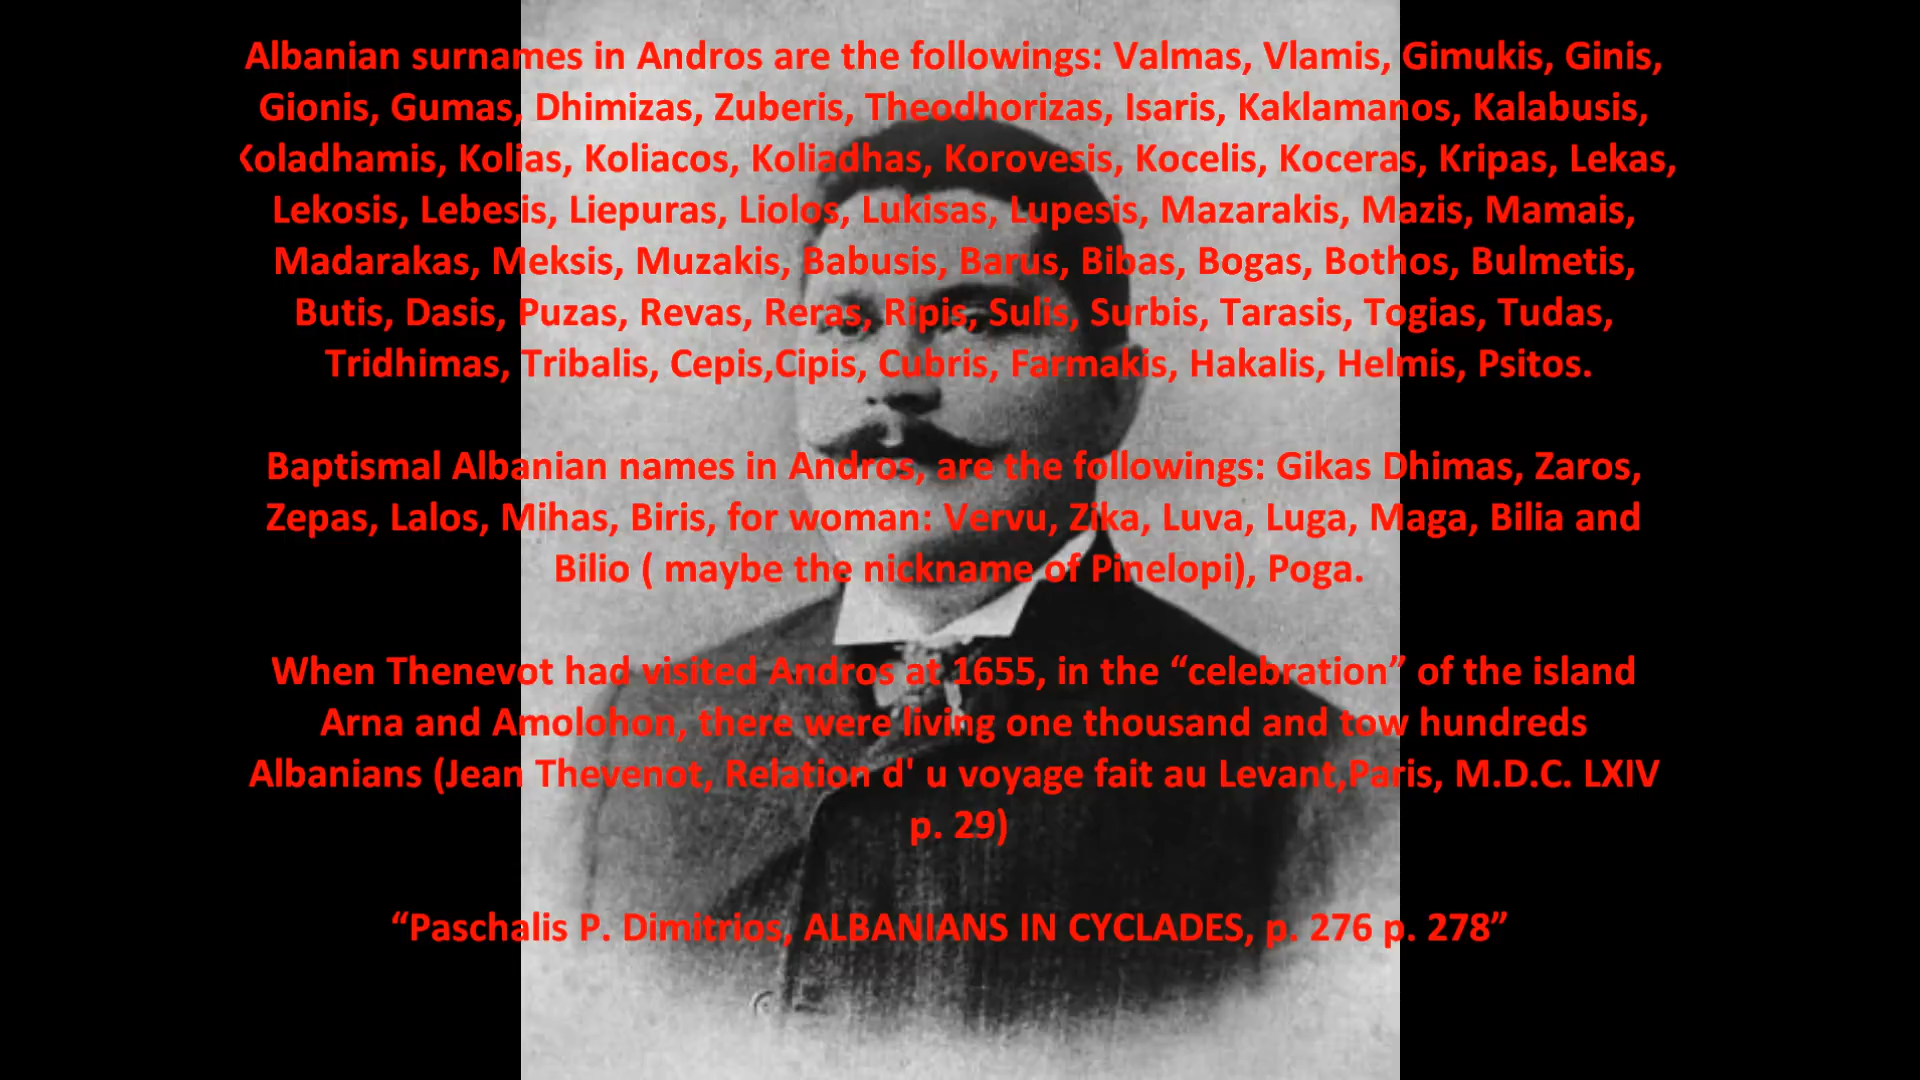 Albanian surnames in Andros are the followings: Valmas, Vlamis, Gimukis, Ginis,
Gionis, Gumas, Dhimizas, Zuberis, Theodhorizas, Isaris, Kaklamanos, Kalabusis,
Koladhamis, Kolias, Koliacos, Koliadhas, Korovesis, Kocelis, Koceras, Kripas, Lekas,
Lekosis, Lebesis, Liepuras, Liolos, Lukisas, Lupesis, Mazarakis, Mazis, Mamais,
Madarakas, Meksis, Muzakis, Babusis, Barus, Bibas, Bogas, Bothos, Bulmetis,
Butis, Dasis, Puzas, Revas, Reras, Ripis, Sulis, Surbis, Tarasis, Togias, Tudas,
Tridhimas, Tribalis, Cepis,Cipis, Cubris, Farmakis, Hakalis, Helmis, Psitos.
Baptismal Albanian names in Andros, are the followings: Gikas Dhimas, Zaros,
Zepas, Lalos, Mihas, Biris, for woman: Vervu, Zika, Luva, Luga, Maga, Bilia and
Bilio ( maybe the nickname of Pinelopi), Poga.
When Thenevot had visited Andros at 1655, in the “celebration” of the island
Arna and Amolohon, there were living one thousand and tow hundreds
Albanians (Jean Thevenot, Relation d' u voyage fait au Levant,Paris, M.D.C. LXIV
p. 29)
“Paschalis P. Dimitrios, ALBANIANS IN CYCLADES, p. 276 p. 278”